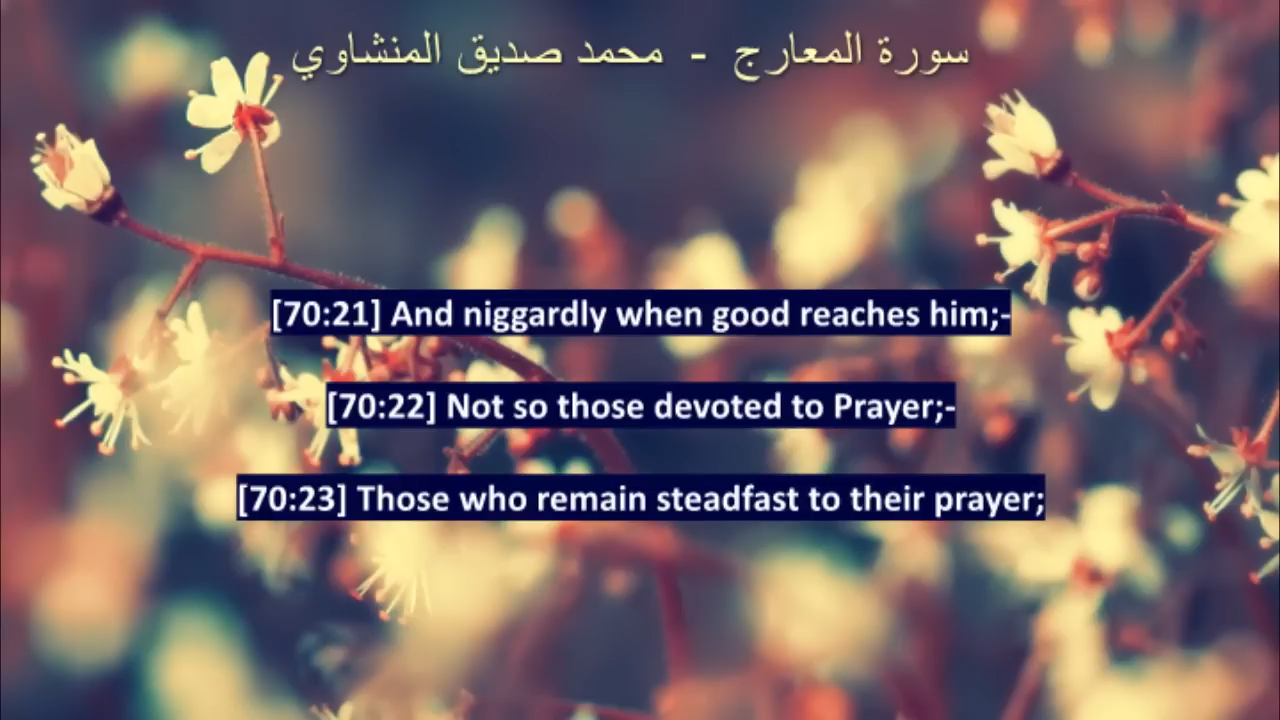 سورة المعارج - محمد صديق المنشاوي
[70:21] And niggardly when good reaches him;-
[70:22] Not so those devoted to Prayer;-
[70:23] Those who remain steadfast to their prayer;